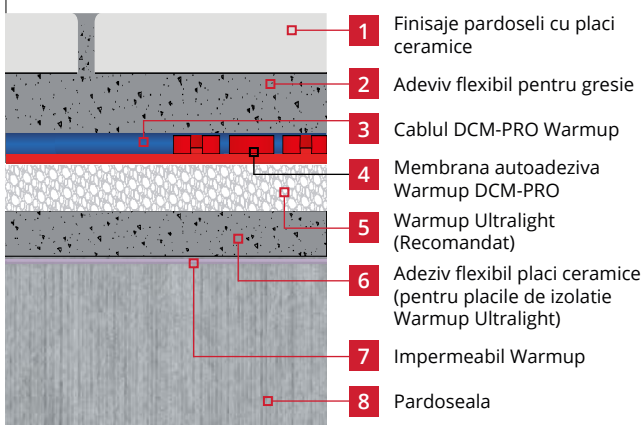 1 Finisaje pardoseli cu placi
ceramice
2 Adeviv flexibil pentru gresie
3 Cablul DCM-PRO Warmup
4 Membrana autoadeziva
Warmup DCM-PRO
5 Warmup Ultralight
(Recomandat)
6 Adeziv flexibil placi ceramice
(pentru placile de izolatie
Warmup Ultralight)
7 Impermeabil Warmup
8 Pardoseala